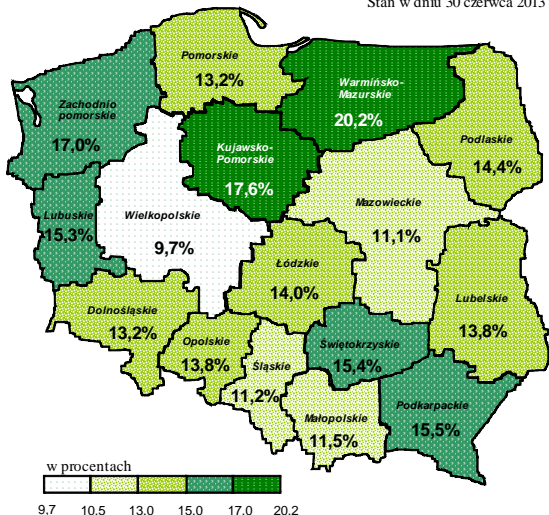 Stan w dniu 30 czerwca 2013
Pomorskie
13,2%
Warmińsko-
Mazurskie
20,2%
Zachodnio
pomorskie
17,0%
Podlaskie
14,4%
Kujawsko-
Pomorskie
17,6%
Mazowieckie
11,1%
Lubuskie
15,3%
Wielkopolskie
9,7%
Łódzkie
14,0%
Lubelskie
13,8%
Dolnośląskie
13,2%
Opolskie
13,8%
Śląskie
11,2%
Świętokrzyskie
15,4%
Małopolskie
11,5%
Podkarpackie
15,5%
w procentach
9,7 10,5 13,0 15,0 17,0 20,2